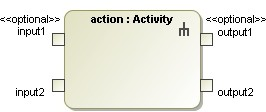 <<optional>> action : Activity <<optional>>
input1 output1
input2 output2